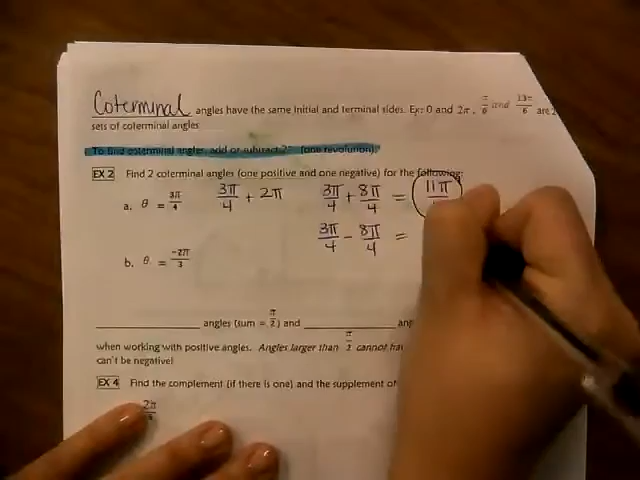 Coterminal angles have the same initial and terminal sides. Ex: 0 and 2π , π/6 and 13π/6 are 2
sets of coterminal angles
To find coterminal angles, add or subtract 2π (one revolution).
EX 2 Find 2 coterminal angles (one positive and one negative) for the following:
a. θ = 3π/4 3π/4 + 2π 3π/4 + 8π/4 = 11π
3π/4 - 8π/4 =
b. θ = -2π/3
angles (sum = π/2) and
when working with positive angles. Angles larger than π/2 cannot
can't be negative!
EX 4 Find the complement (if there is one) and the supplement of
2π